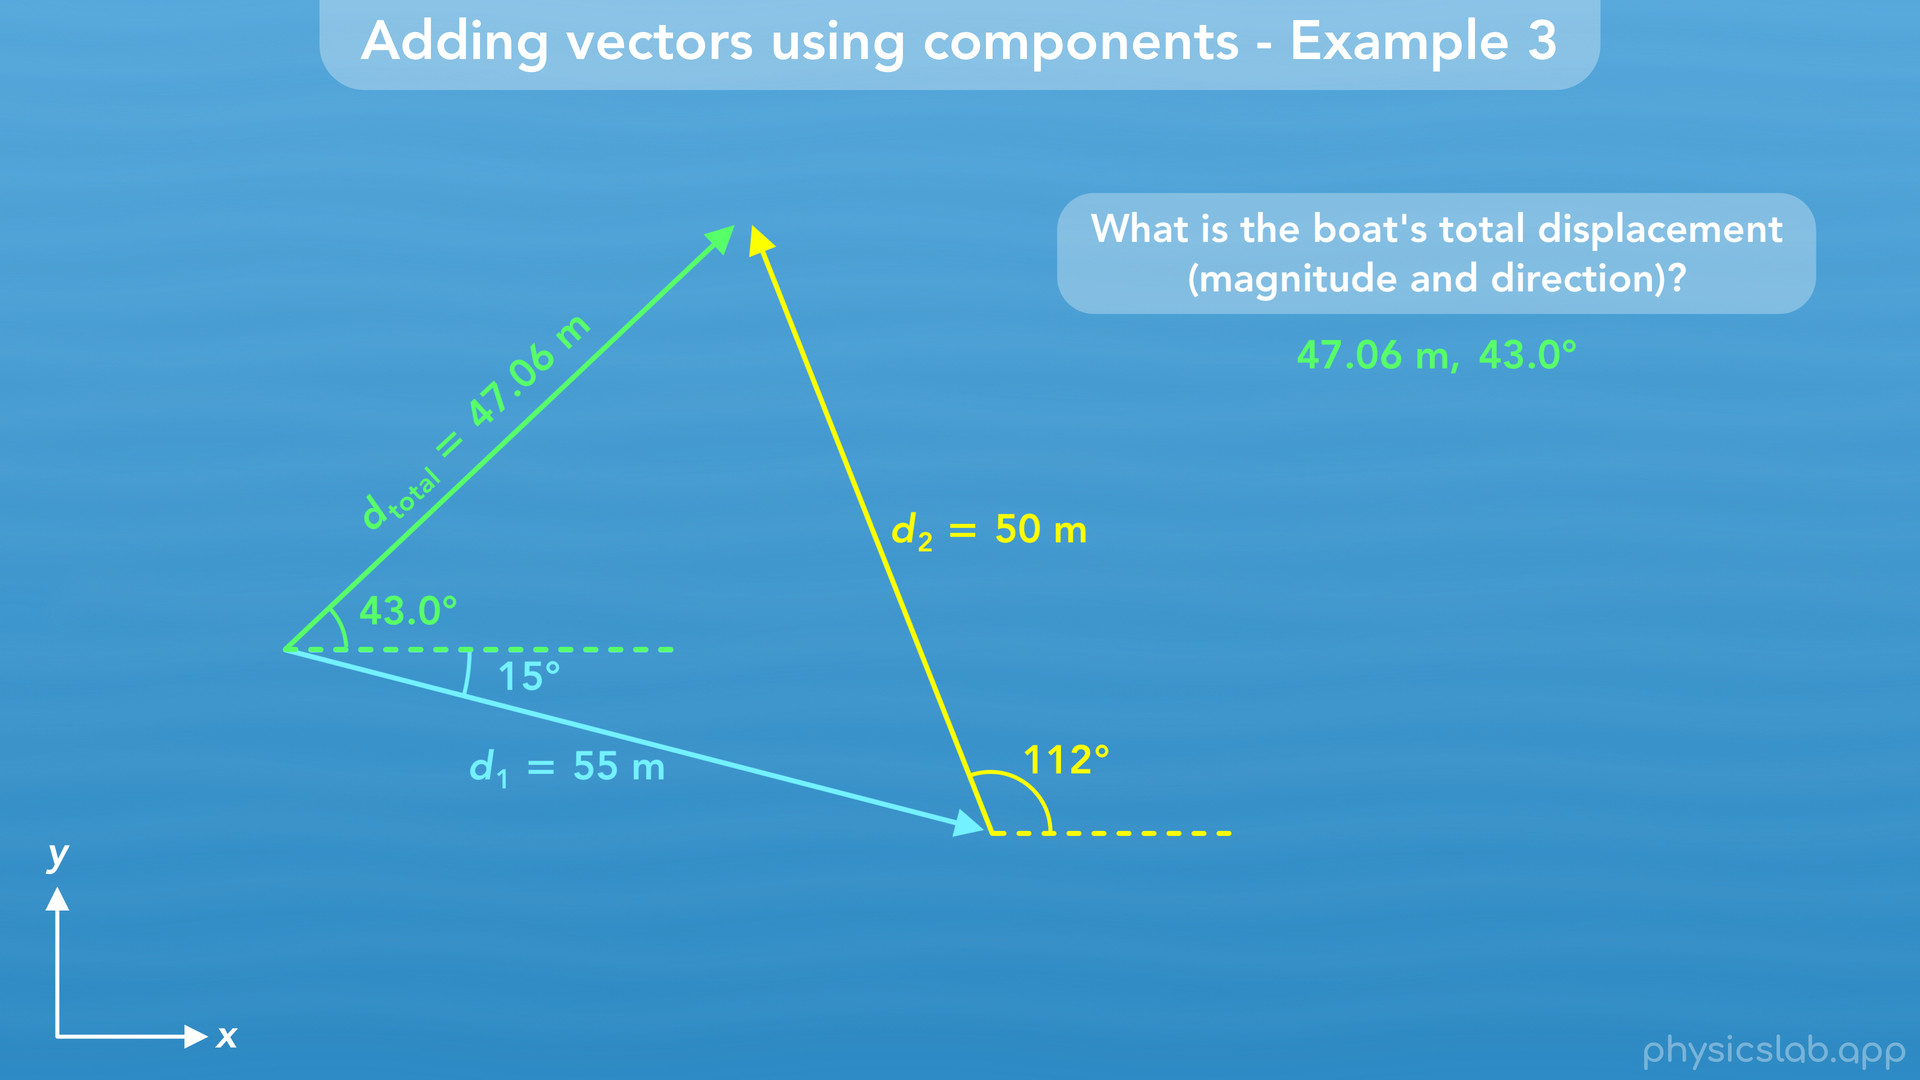 Adding vectors using components - Example 3
What is the boat's total displacement
(magnitude and direction)?
47.06 m, 43.0°
dtotal = 47.06 m
d2 = 50 m
43.0°
15°
d1 = 55 m
112°
y
x
physicslab.app